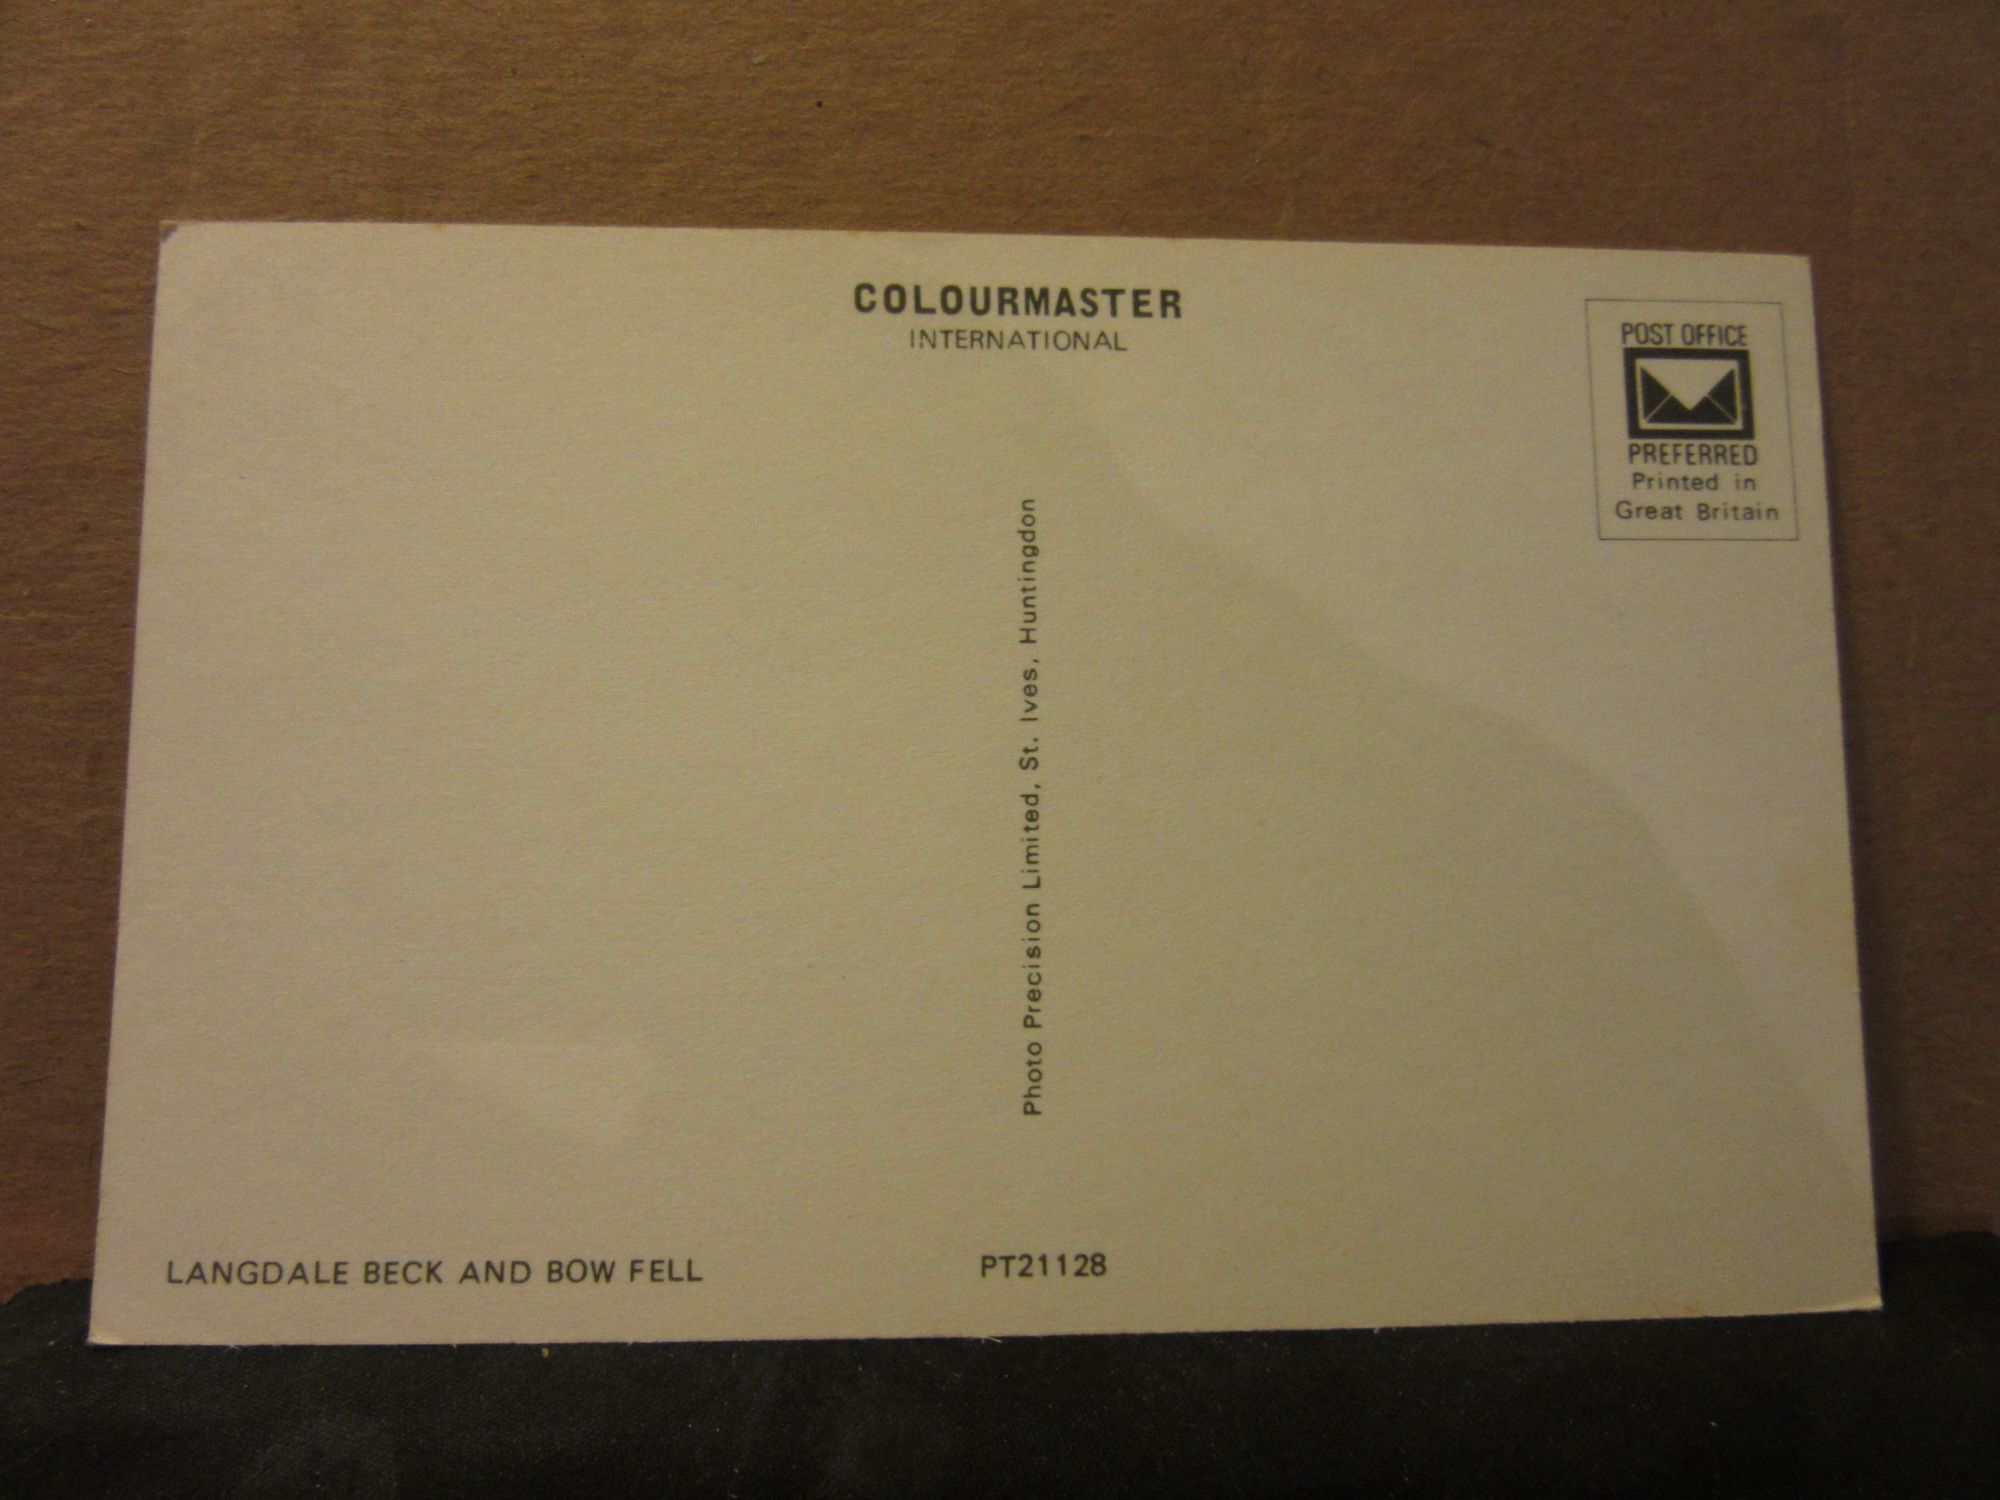 COLOURMASTER
INTERNATIONAL
POST OFFICE
PREFERRED
Printed in
Great Britain
Photo Precision Limited, St. Ives, Huntingdon
LANGDALE BECK AND BOW FELL
PT21128